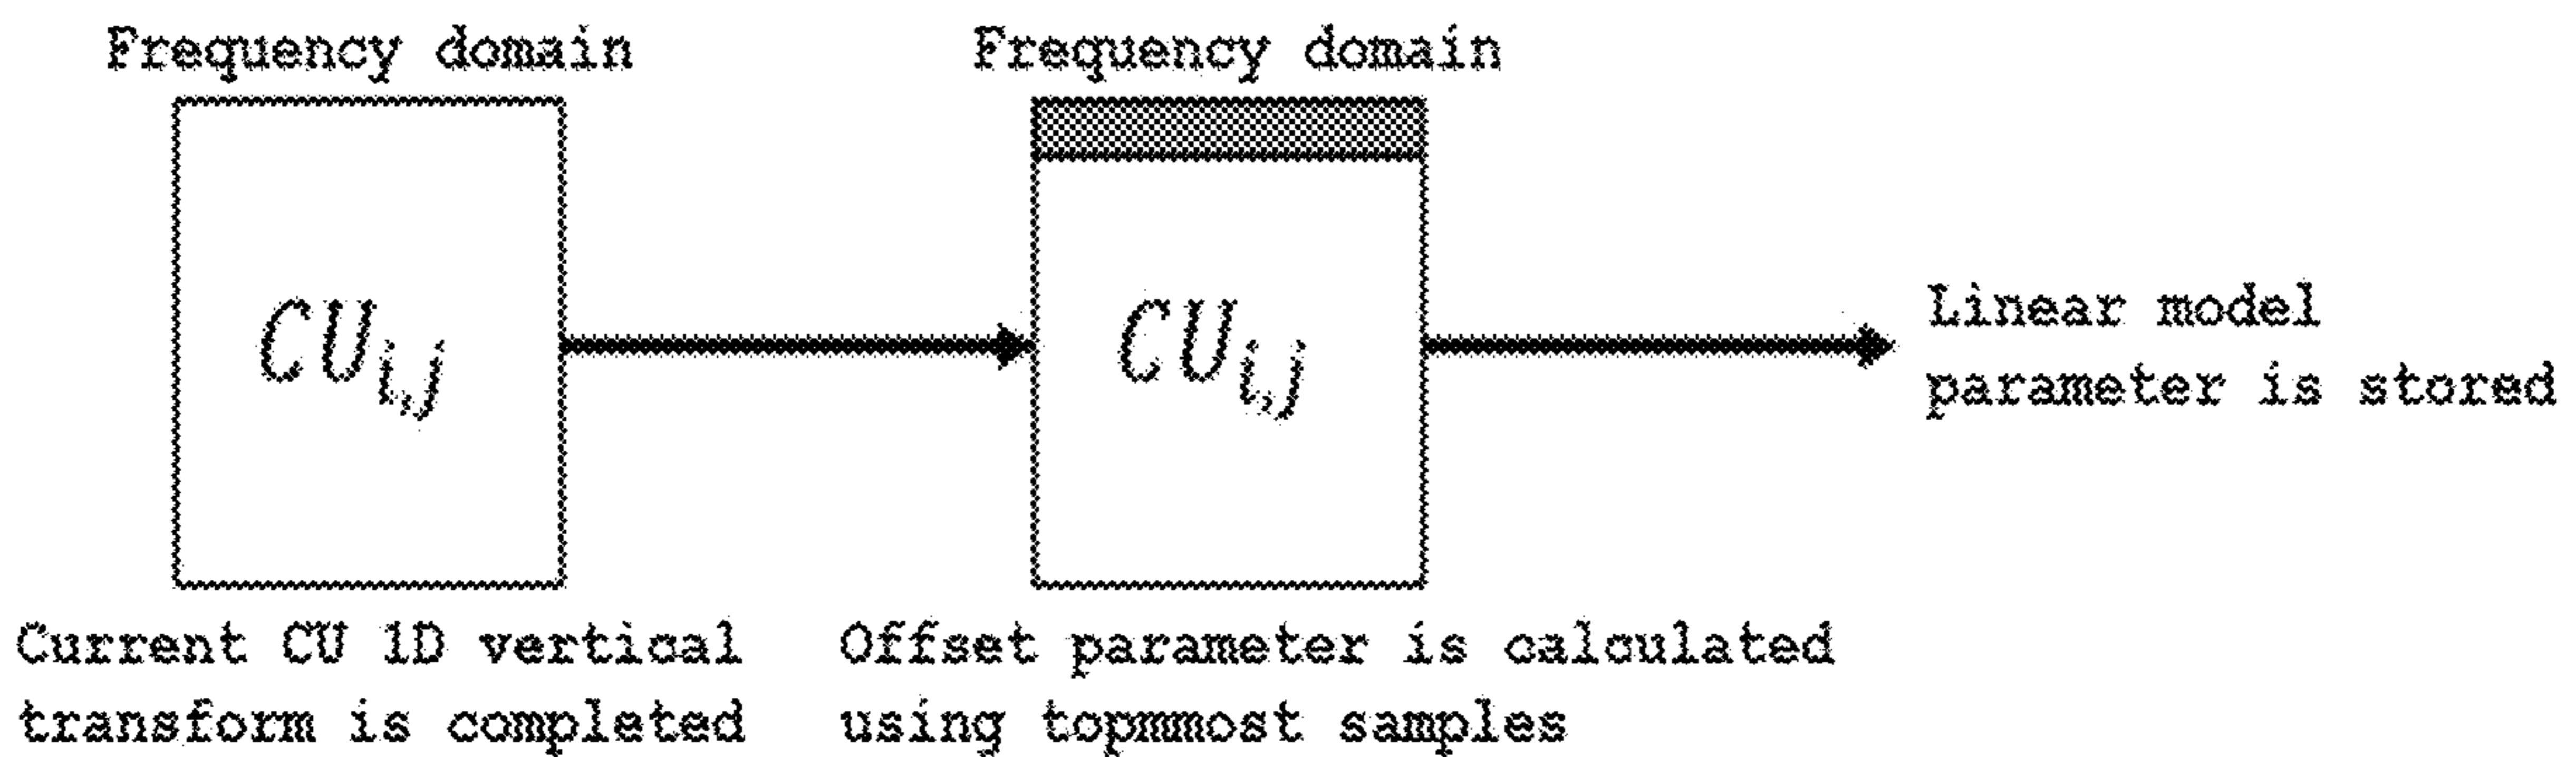 Frequency domain
Frequency domain
CUi,j
CUi,j
Linear model
parameter is stored
Current CU 1D vertical
transform is completed
Offset parameter is calculated
using topmmost samples